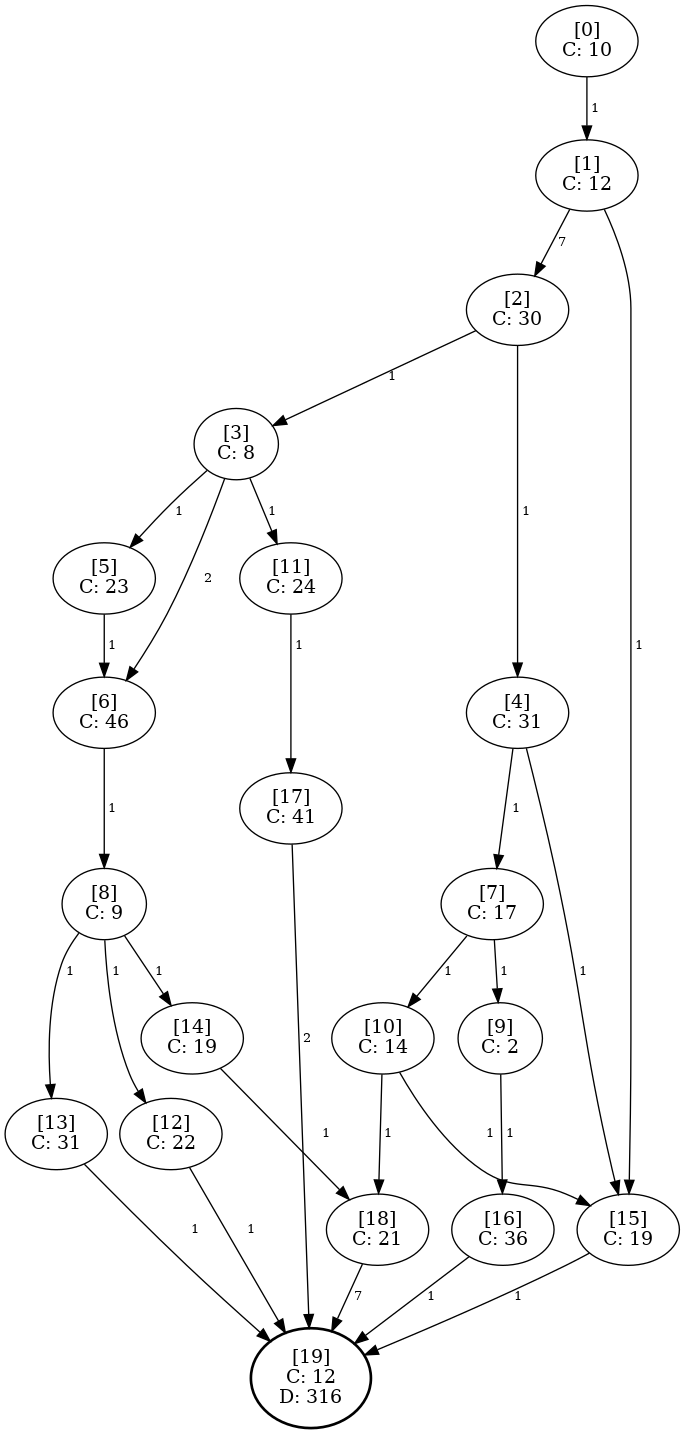 [0]
C: 10
1
[1]
C: 12
7
[2]
C: 30
1
[3]
C: 8
1
1
1
2
[5]
C: 23
[11]
C: 24
1
1
1
[6]
C: 46
[4]
C: 31
1
1
[17]
C: 41
[8]
C: 9
[7]
C: 17
1
1
1
1
1
1
[14]
C: 19
2
[10]
C: 14
[9]
C: 2
[13]
C: 31
[12]
C: 22
1
1
1
1
1
1
[18]
C: 21
[16]
C: 36
[15]
C: 19
7
1
1
[19]
C: 12
D: 316